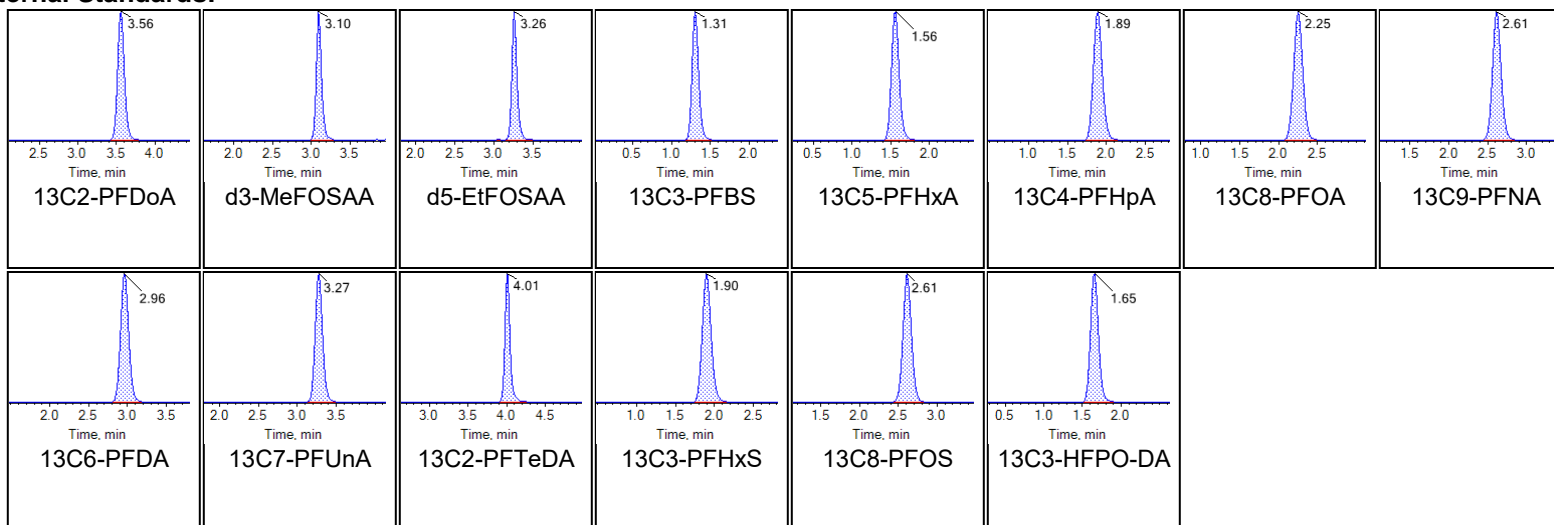 ternal Standards:
3.56 3.10 3.26 1.31 1.56 1.89 2.25 2.61
2.5 3.0 3.5 4.0 2.0 2.5 3.0 3.5 2.0 2.5 3.0 3.5 0.5 1.0 1.5 2.0 0.5 1.0 1.5 2.0 1.0 1.5 2.0 2.5 1.0 1.5 2.0 2.5 1.5 2.0 2.5 3.0
Time, min Time, min Time, min Time, min Time, min Time, min Time, min Time, min
13C2-PFDoA d3-MeFOSAA d5-EtFOSAA 13C3-PFBS 13C5-PFHxA 13C4-PFHpA 13C8-PFOA 13C9-PFNA
2.96 3.27 4.01 1.90 2.61 1.65
2.0 2.5 3.0 3.5 2.0 2.5 3.0 3.5 3.0 3.5 4.0 4.5 1.0 1.5 2.0 2.5 1.5 2.0 2.5 3.0 0.5 1.0 1.5 2.0
Time, min Time, min Time, min Time, min Time, min Time, min
13C6-PFDA 13C7-PFUnA 13C2-PFTeDA 13C3-PFHxS 13C8-PFOS 13C3-HFPO-DA